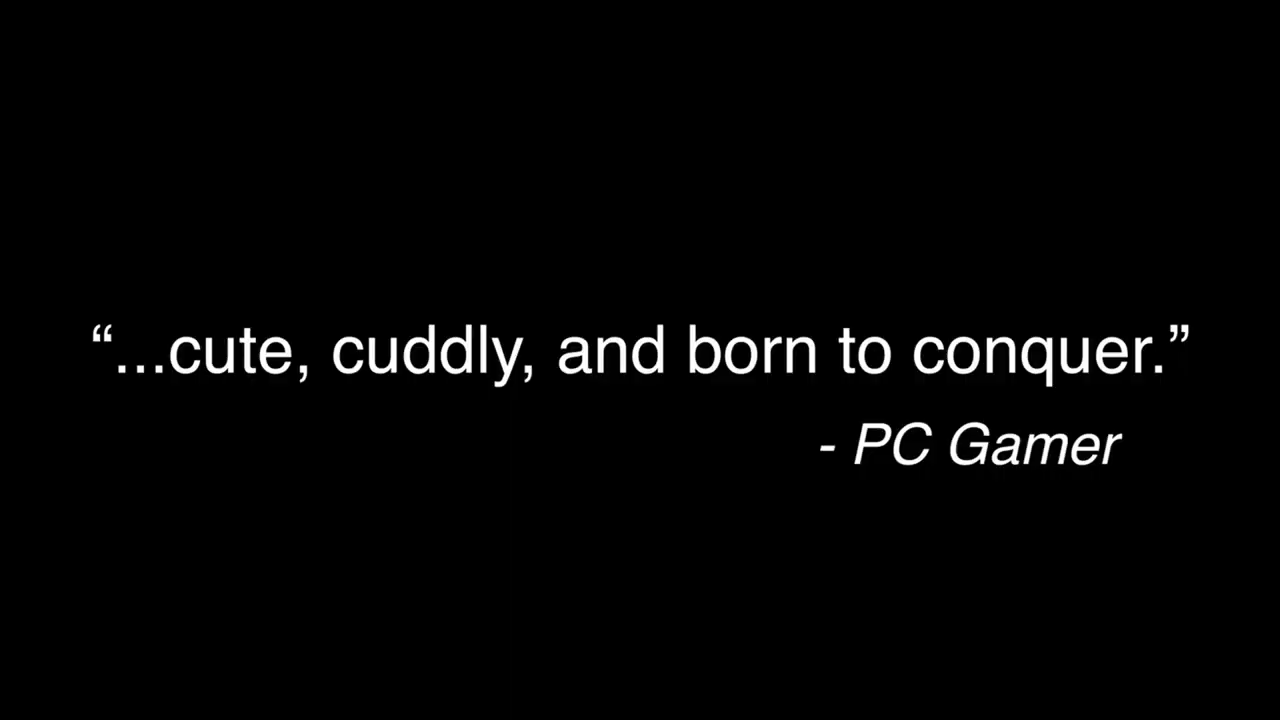 “...cute, cuddly, and born to conquer.”
- PC Gamer